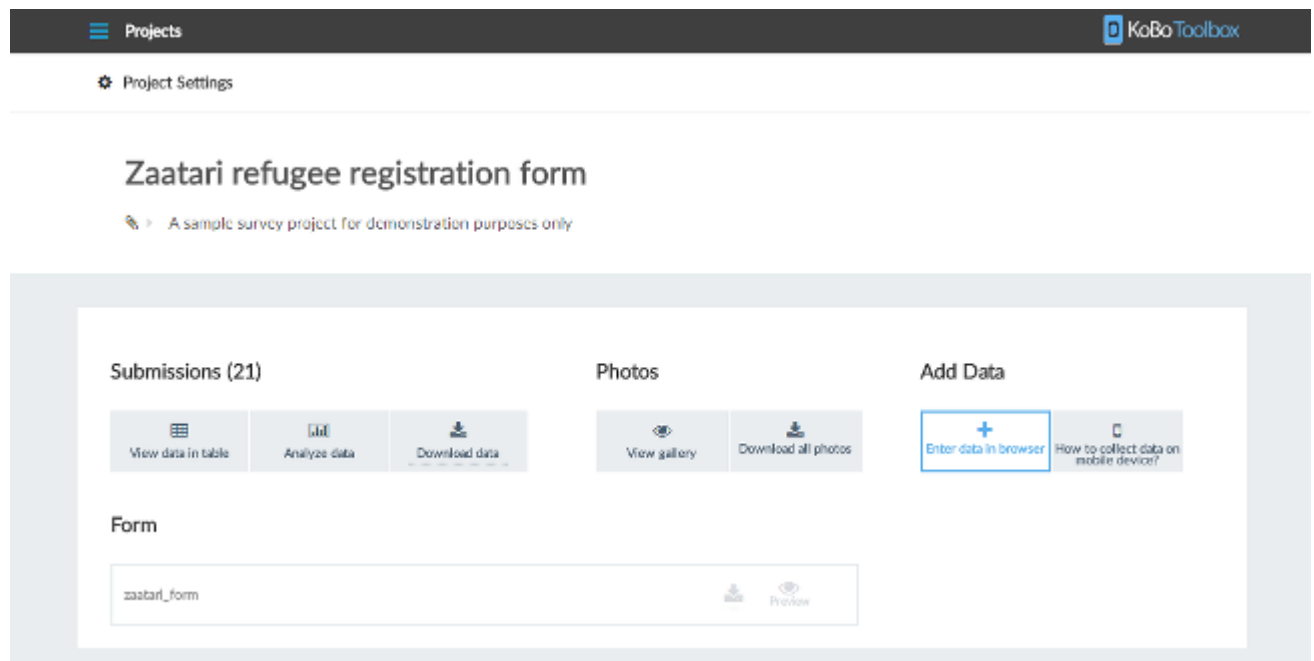 Projects
KoBoToolbox
Project Settings
Zaatari refugee registration form
A sample survey project for demonstration purposes only
Submissions (21)
Photos
Add Data
View data in table
Analyze data
Download data
View gallery
Download all photos
Enter data in browser
How to collect data on
mobile device?
Form
zaatari_form
Preview